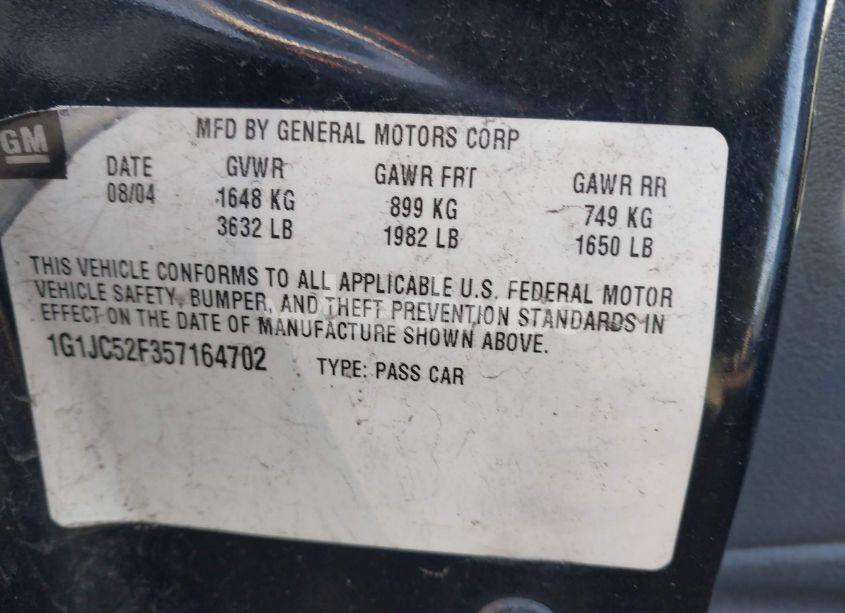 GM
MFD BY GENERAL MOTORS CORP
DATE GVWR GAWR FRT GAWR RR
08/04 1648 KG 899 KG 749 KG
3632 LB 1982 LB 1650 LB
THIS VEHICLE CONFORMS TO ALL APPLICABLE U.S. FEDERAL MOTOR
VEHICLE SAFETY, BUMPER, AND THEFT PREVENTION STANDARDS IN
EFFECT ON THE DATE OF MANUFACTURE SHOWN ABOVE.
1G1JC52F357164702 TYPE: PASS CAR